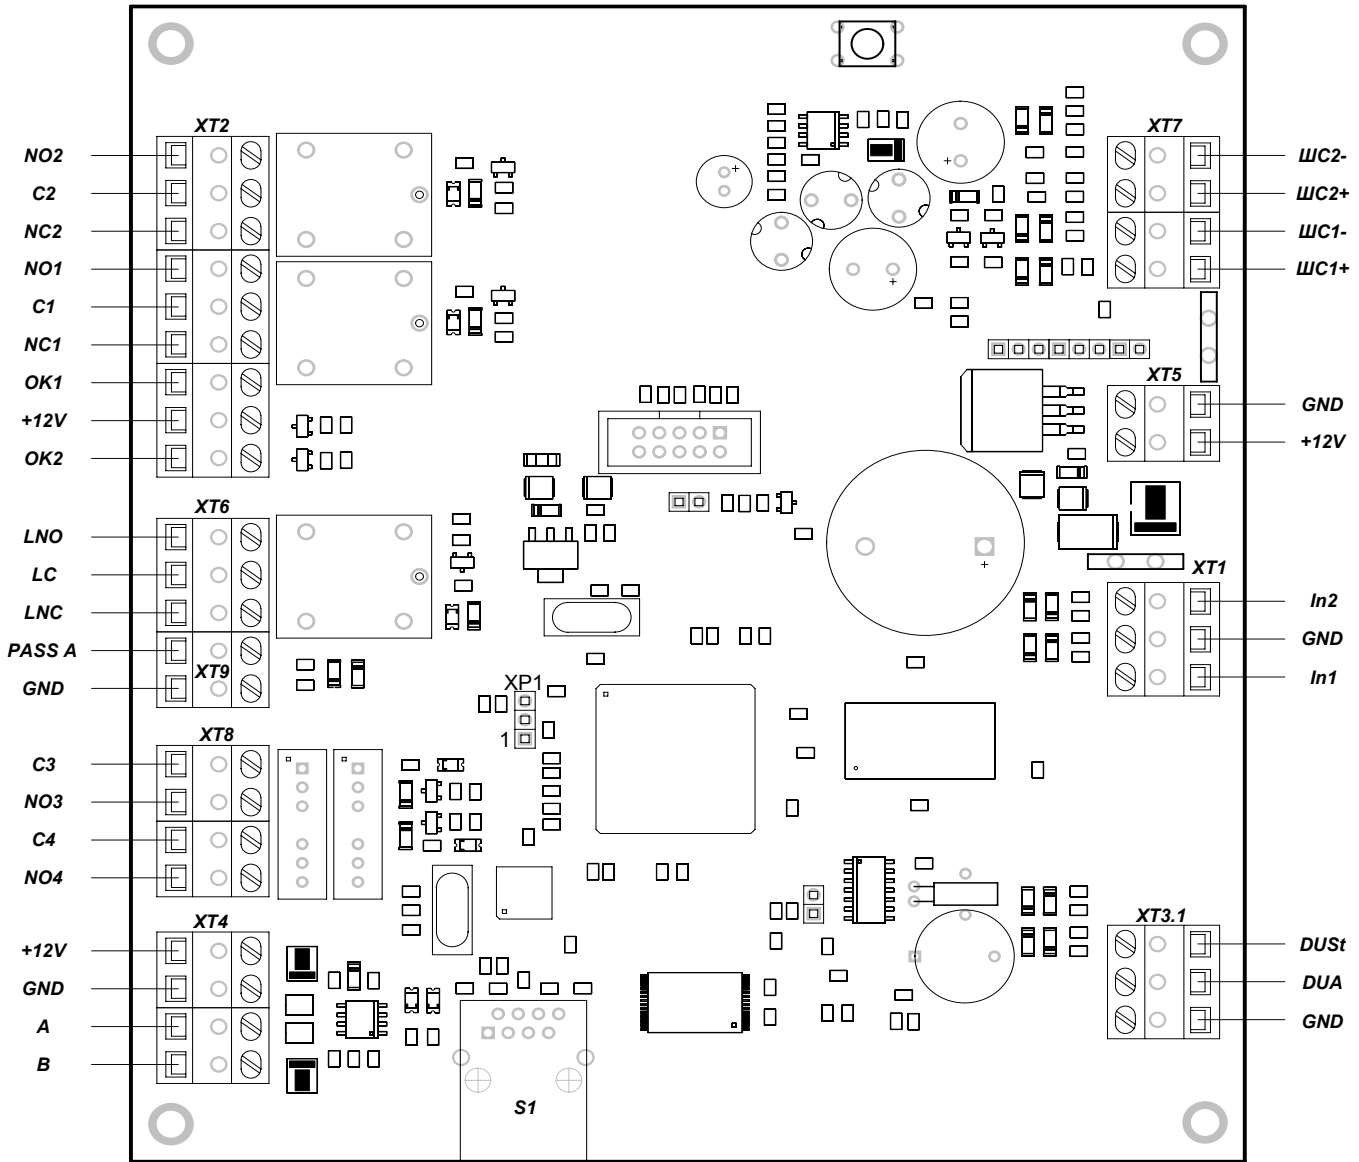 XT2
NO2
C2
NC2
NO1
C1
NC1
OK1
+12V
OK2
XT6
LNO
LC
LNC
PASS A
XT9
GND
XT8
C3
NO3
C4
NO4
XT4
+12V
GND
A
B
XP1
1
S1
XT7
ШС2-
ШС2+
ШС1-
ШС1+
XT5
GND
+12V
XT1
In2
GND
In1
XT3.1
DUSt
DUA
GND